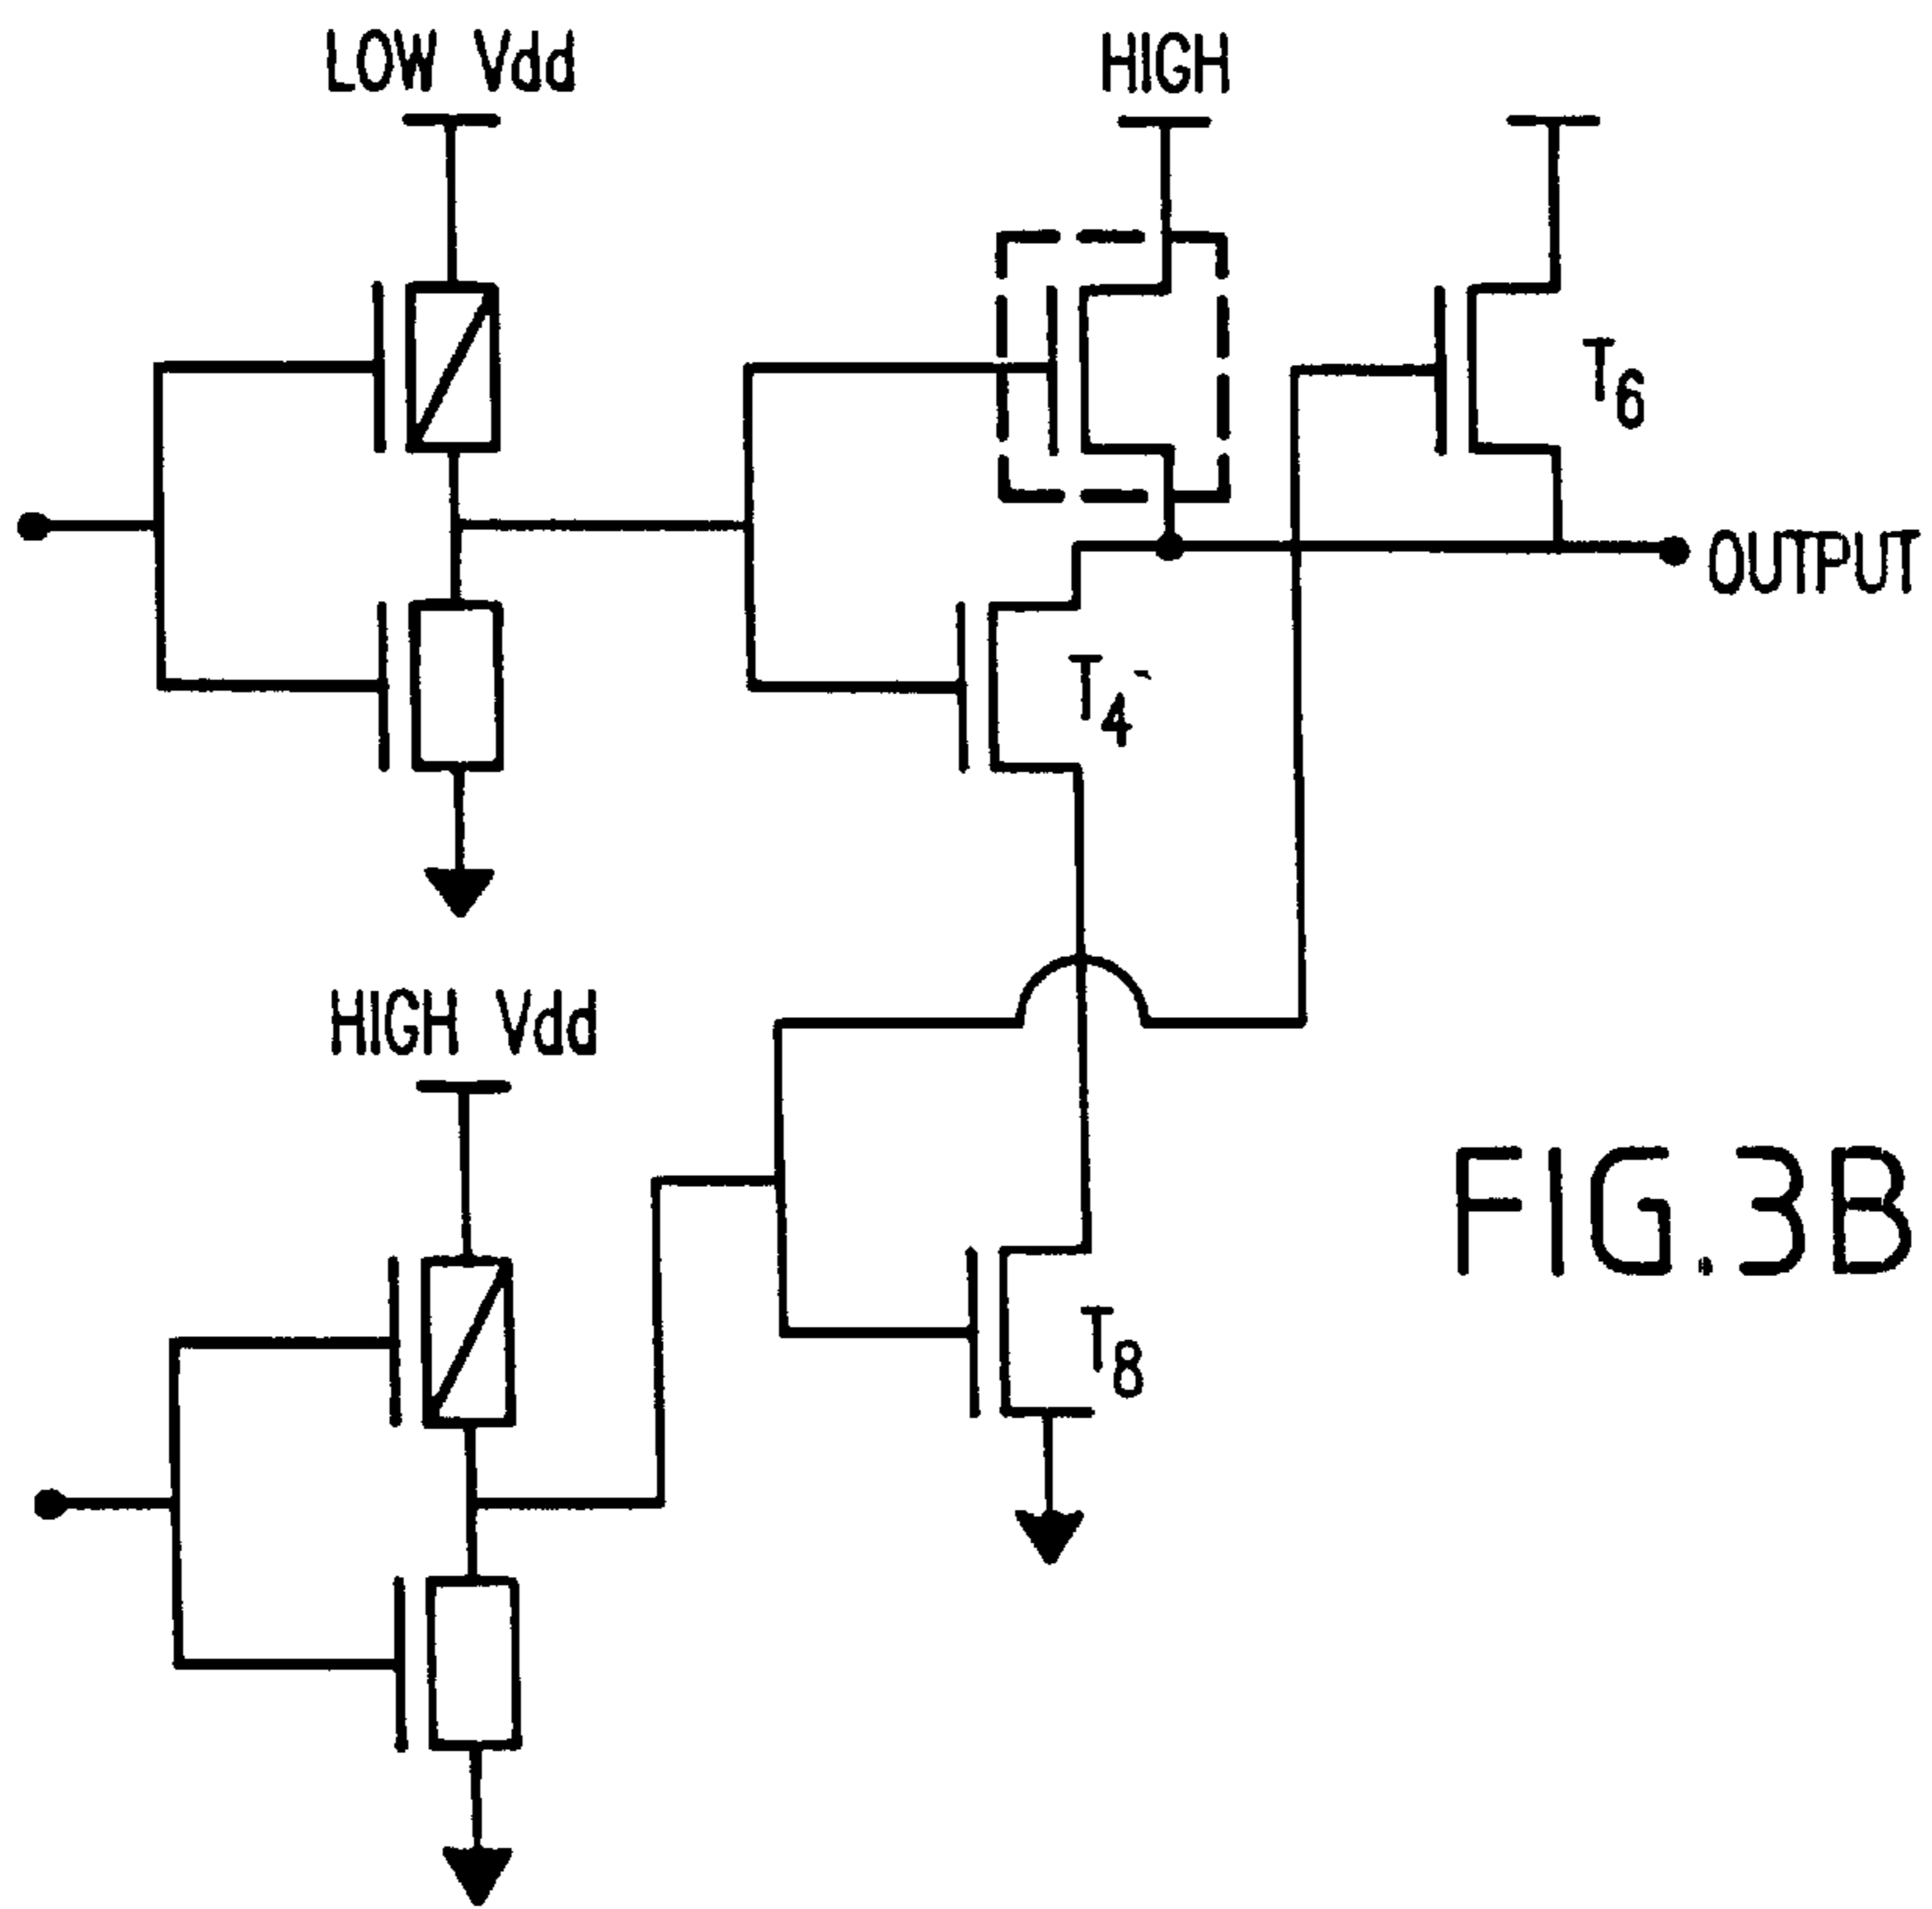 LOW Vdd
HIGH
T6
OUTPUT
T4
HIGH Vdd
FIG.3B
T8